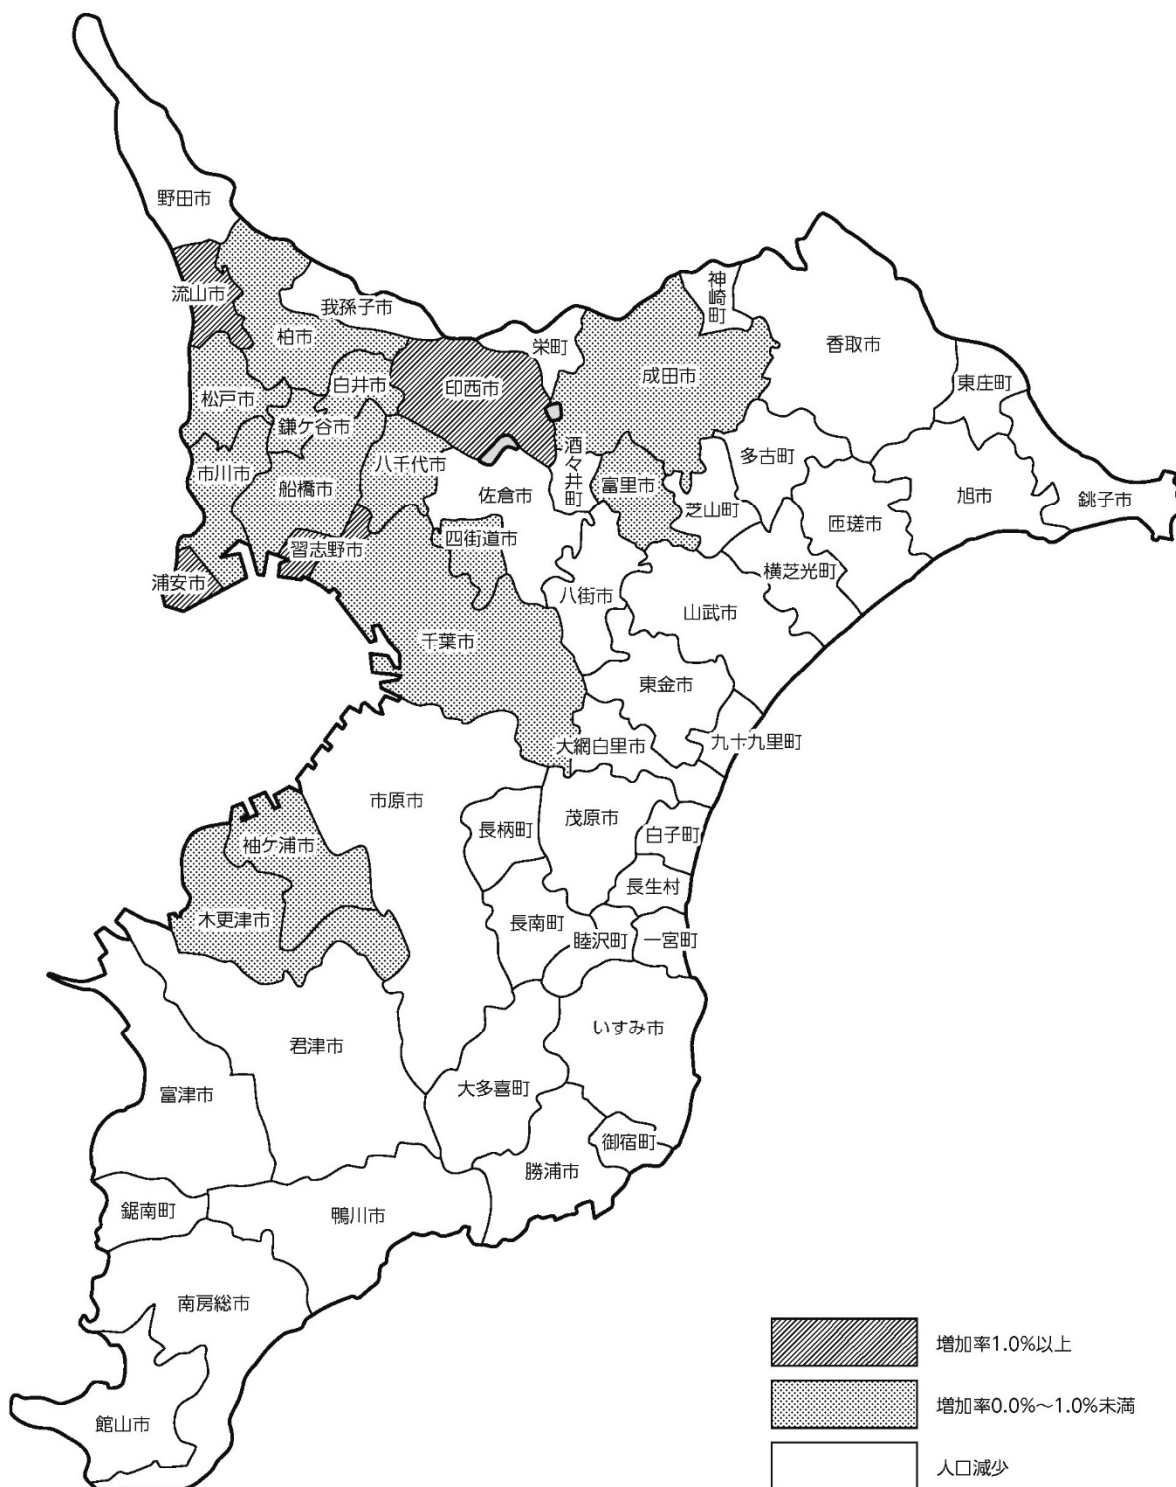 野田市
流山市
柏市
我孫子市
松戸市
鎌ケ谷市
白井市
印西市
栄町
成田市
神崎町
香取市
東庄町
市川市
船橋市
八千代市
佐倉市
酒々井町
富里市
芝山町
多古町
匝瑳市
旭市
銚子市
浦安市
習志野市
四街道市
八街市
山武市
横芝光町
千葉市
東金市
大網白里市
九十九里町
市原市
長柄町
茂原市
白子町
袖ケ浦市
長生村
木更津市
長南町
睦沢町
一宮町
君津市
いすみ市
富津市
大多喜町
御宿町
勝浦市
鋸南町
鴨川市
南房総市
館山市
増加率1.0%以上
増加率0.0%~1.0%未満
人口減少